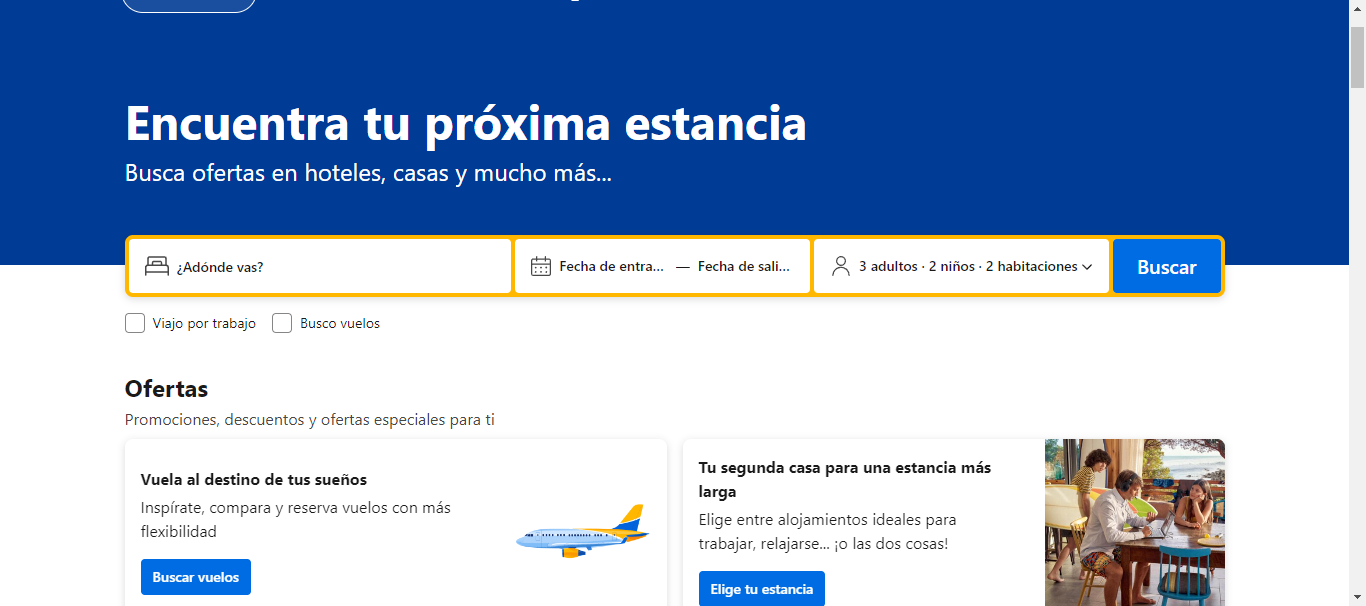 Encuentra tu próxima estancia
Busca ofertas en hoteles, casas y mucho más...
¿Adónde vas?
Fecha de entra... — Fecha de sali...
3 adultos · 2 niños · 2 habitaciones
Buscar
Viajo por trabajo
Busco vuelos
Ofertas
Promociones, descuentos y ofertas especiales para ti
Vuela al destino de tus sueños
Inspírate, compara y reserva vuelos con más
flexibilidad
Buscar vuelos
Tu segunda casa para una estancia más
larga
Elige entre alojamientos ideales para
trabajar, relajarse... ¡o las dos cosas!
Elige tu estancia